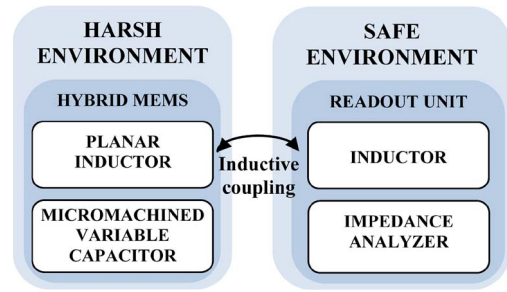 HARSH
ENVIRONMENT
HYBRID MEMS
PLANAR
INDUCTOR
MICROMACHINED
VARIABLE
CAPACITOR
Inductive
coupling
SAFE
ENVIRONMENT
READOUT UNIT
INDUCTOR
IMPEDANCE
ANALYZER